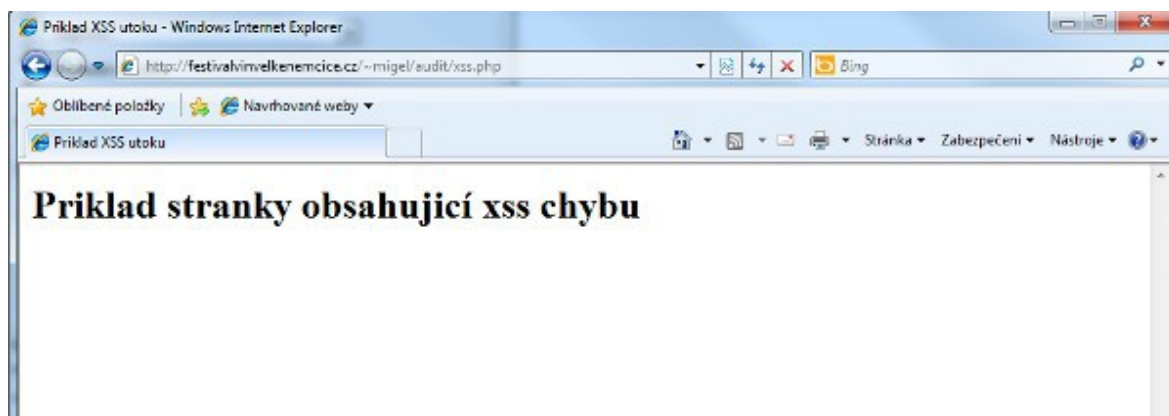 Priklad XSS utoku - Windows Internet Explorer
http://festivalvinvelkenemcice.cz/~migel/audit/xss.php
Bing
Oblíbené položky
Navrhované weby
Priklad XSS utoku
Stránka
Zabezpečení
Nástroje
Priklad stranky obsahujicí xss chybu